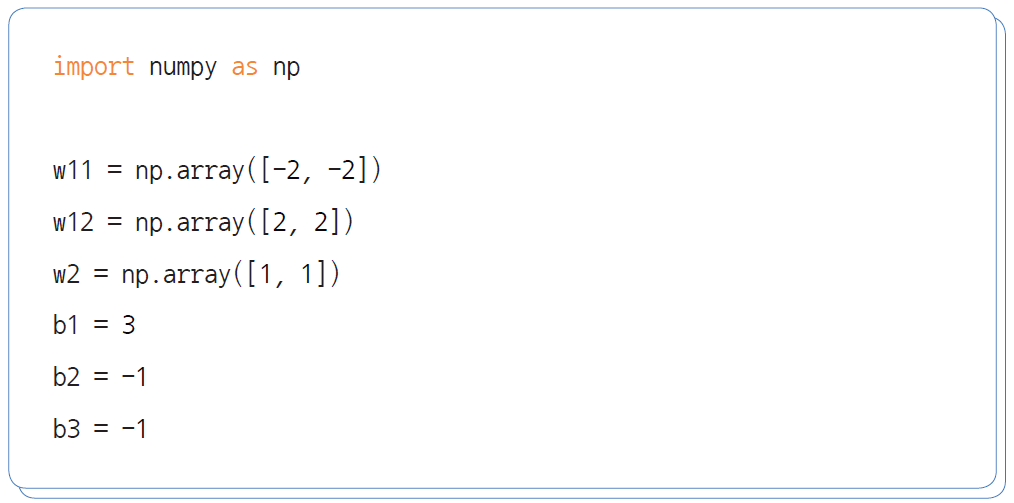 import numpy as np
w11 = np.array([-2, -2])
w12 = np.array([2, 2])
w2 = np.array([1, 1])
b1 = 3
b2 = -1
b3 = -1